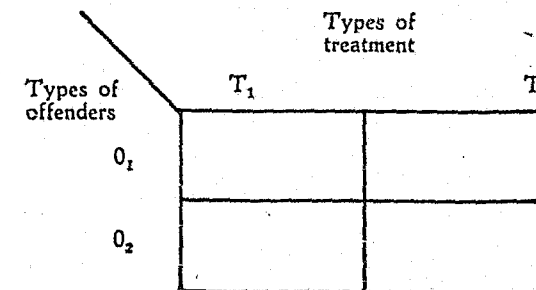 Types of
treatment
Types of
offenders
T₁
T
O₁
O₂